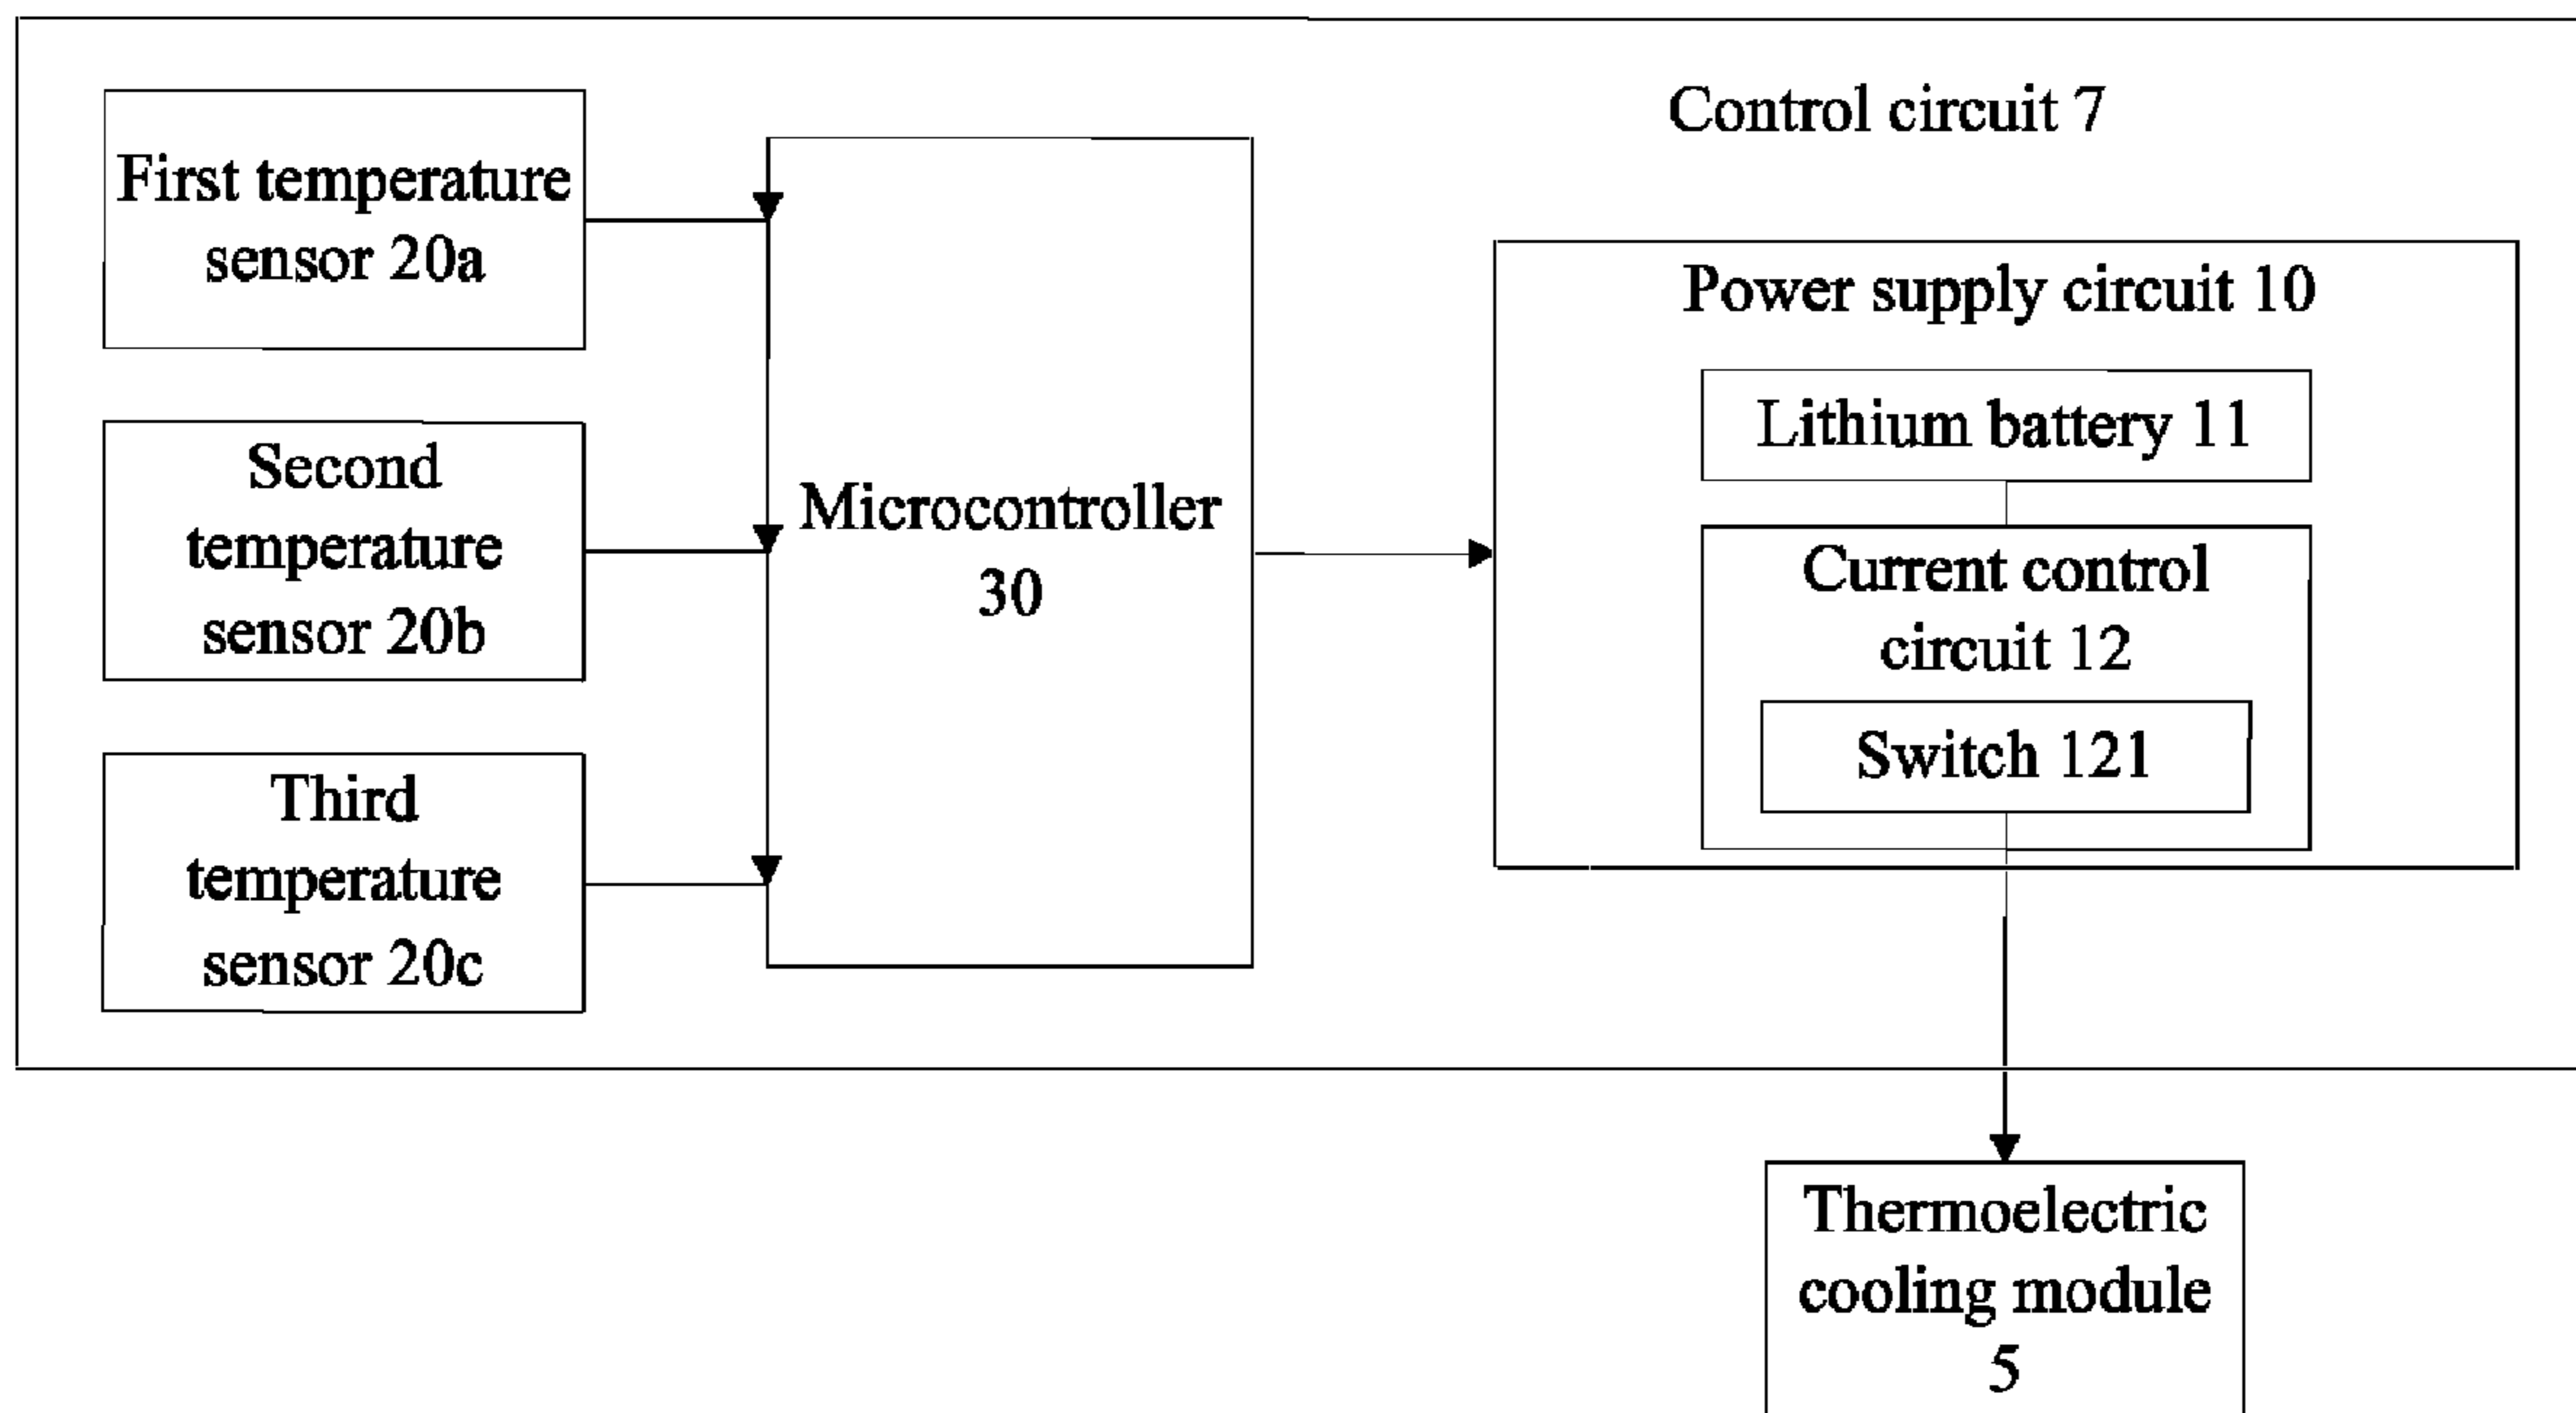 Control circuit 7
First temperature
sensor 20a
Second
temperature
sensor 20b
Third
temperature
sensor 20c
Microcontroller
30
Power supply circuit 10
Lithium battery 11
Current control
circuit 12
Switch 121
Thermoelectric
cooling module
5